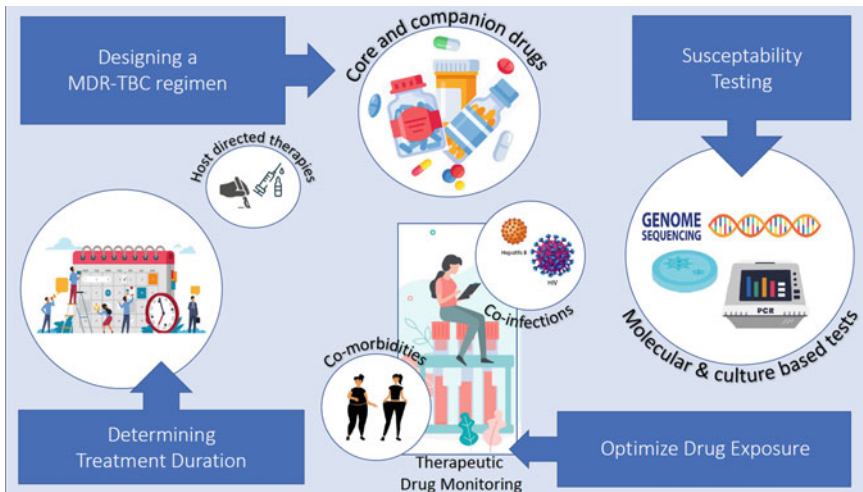 Designing a
MDR-TBC regimen
Core and companion drugs
Susceptability
Testing
Host directed therapies
GENOME
SEQUENCING
PCR
Molecular & culture based tests
Hepatitis B
HIV
Co-infections
Co-morbidities
Determining
Treatment Duration
Therapeutic
Drug Monitoring
Optimize Drug Exposure